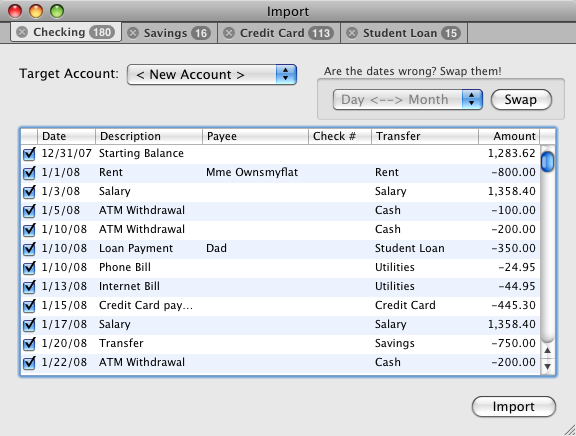 Import
Checking 180 Savings 16 Credit Card 113 Student Loan 15
Target Account: < New Account >
Are the dates wrong? Swap them!
Day <--> Month Swap
Date Description Payee Check # Transfer Amount
12/31/07 Starting Balance 1,283.62
1/1/08 Rent Mme Ownsmyflat Rent -800.00
1/3/08 Salary Salary 1,358.40
1/5/08 ATM Withdrawal Cash -100.00
1/10/08 ATM Withdrawal Cash -200.00
1/10/08 Loan Payment Dad Student Loan -350.00
1/10/08 Phone Bill Utilities -24.95
1/13/08 Internet Bill Utilities -44.95
1/15/08 Credit Card pay... Credit Card -445.30
1/17/08 Salary Salary 1,358.40
1/20/08 Transfer Savings -750.00
1/22/08 ATM Withdrawal Cash -200.00
Import